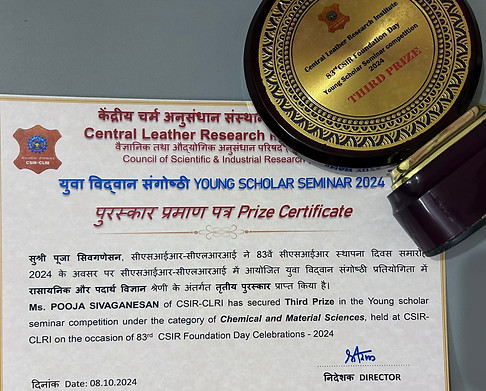 Central Leather Research Institute
83rd CSIR Foundation Day
Young Scholar Seminar competition
2024
THIRD PRIZE
केंद्रीय चर्म अनुसंधान संस्थान
Central Leather Research
वैज्ञानिक तथा औद्योगिक अनुसंधान परिषद
Council of Scientific & Industrial Research
CSIR-CLRI
युवा विद्वान संगोष्ठी YOUNG SCHOLAR SEMINAR 2024
पुरस्कार प्रमाण पत्र Prize Certificate
सुश्री पूजा सिवगणेसन, सीएसआईआर-सीएलआरआई ने 83वें सीएसआईआर स्थापना दिवस समारोह
2024 के अवसर पर सीएसआईआर-सीएलआरआई में आयोजित युवा विद्वान संगोष्ठी प्रतियोगिता में
रासायनिक और पदार्थ विज्ञान श्रेणी के अंतर्गत तृतीय पुरस्कार प्राप्त किया है।
Ms. POOJA SIVAGANESAN of CSIR-CLRI has secured Third Prize in the Young scholar
seminar competition under the category of Chemical and Material Sciences, held at CSIR-
CLRI on the occasion of 83rd CSIR Foundation Day Celebrations - 2024
दिनांक Date: 08.10.2024
निदेशक DIRECTOR